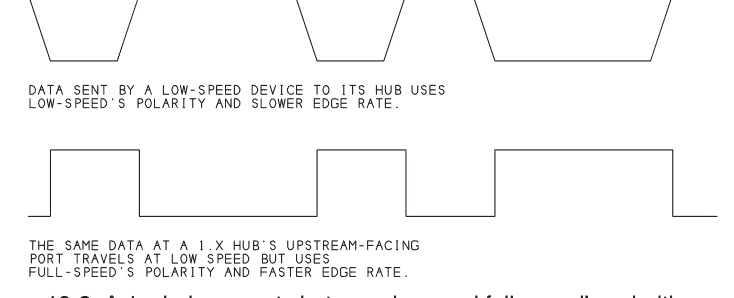 DATA SENT BY A LOW-SPEED DEVICE TO ITS HUB USES
LOW-SPEED'S POLARITY AND SLOWER EDGE RATE.
THE SAME DATA AT A 1.X HUB'S UPSTREAM-FACING
PORT TRAVELS AT LOW SPEED BUT USES
FULL-SPEED'S POLARITY AND FASTER EDGE RATE.